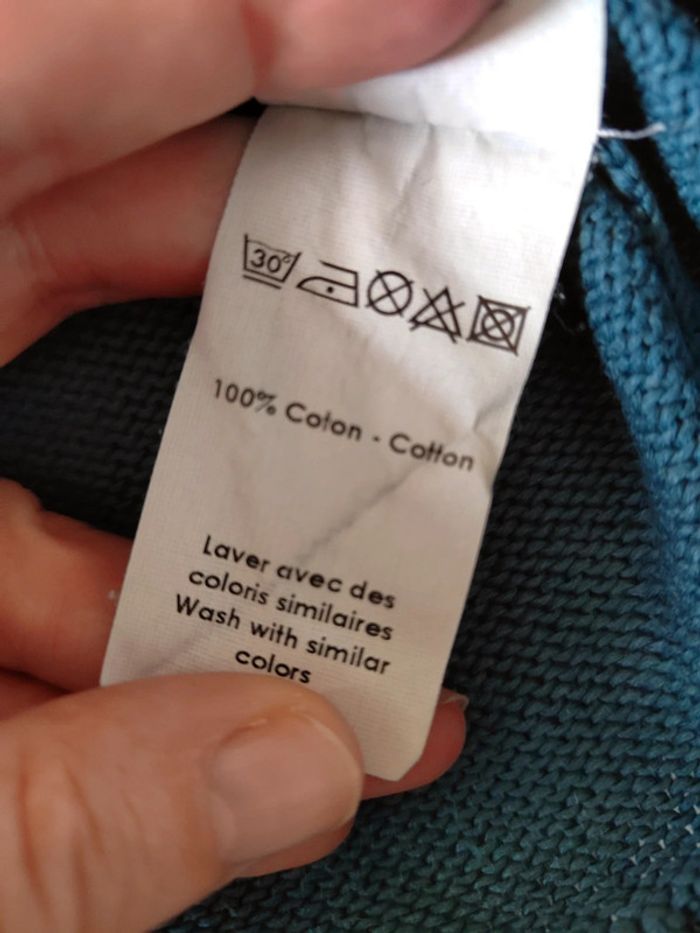 30°
100% Coton - Cotton
Laver avec des
coloris similaires
Wash with similar
colors